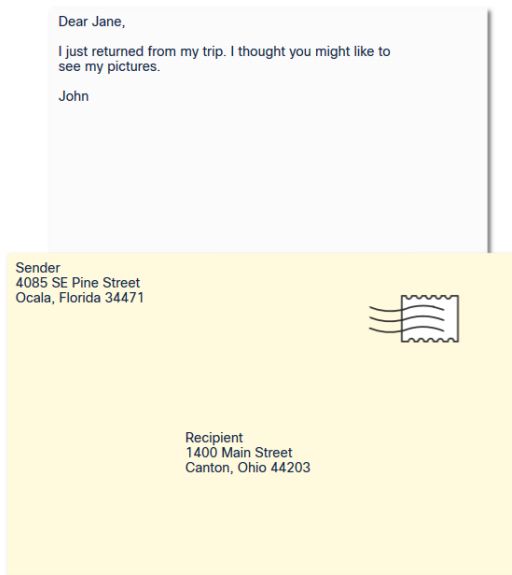 Dear Jane,
I just returned from my trip. I thought you might like to
see my pictures.
John
Sender
4085 SE Pine Street
Ocala, Florida 34471
Recipient
1400 Main Street
Canton, Ohio 44203